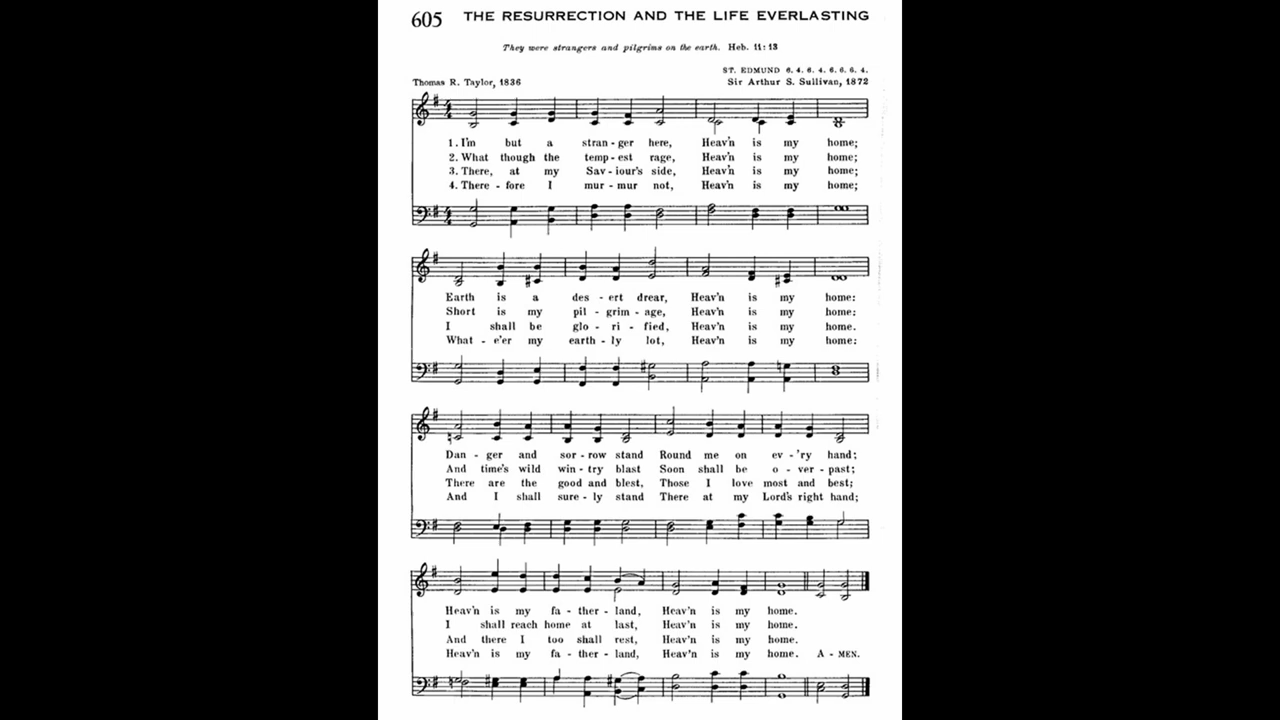 605 THE RESURRECTION AND THE LIFE EVERLASTING
They were strangers and pilgrims on the earth. Heb. 11:13
ST. EDMUND 6. 4. 6. 4. 6. 6. 6. 4.
Thomas R. Taylor, 1836 Sir Arthur S. Sullivan, 1872
1. I'm but a stran - ger here, Heav'n is my home;
2. What though the temp - est rage, Heav'n is my home;
3. There, at my Sav - iour's side, Heav'n is my home;
4. There - fore I mur - mur not, Heav'n is my home;
Earth is a des - ert drear, Heav'n is my home:
Short is my pil - grim - age, Heav'n is my home:
I shall be glo - ri - fied, Heav'n is my home.
What - e'er my earth - ly lot, Heav'n is my home:
Dan - ger and sor - row stand Round me on ev - 'ry hand;
And time's wild win - try blast Soon shall be o - ver - past;
There are the good and blest, Those I love most and best;
And I shall sure - ly stand There at my Lord's right hand;
Heav'n is my fa - ther - land, Heav'n is my home.
I shall reach home at last, Heav'n is my home.
And there I too shall rest, Heav'n is my home.
Heav'n is my fa - ther - land, Heav'n is my home. A - MEN.